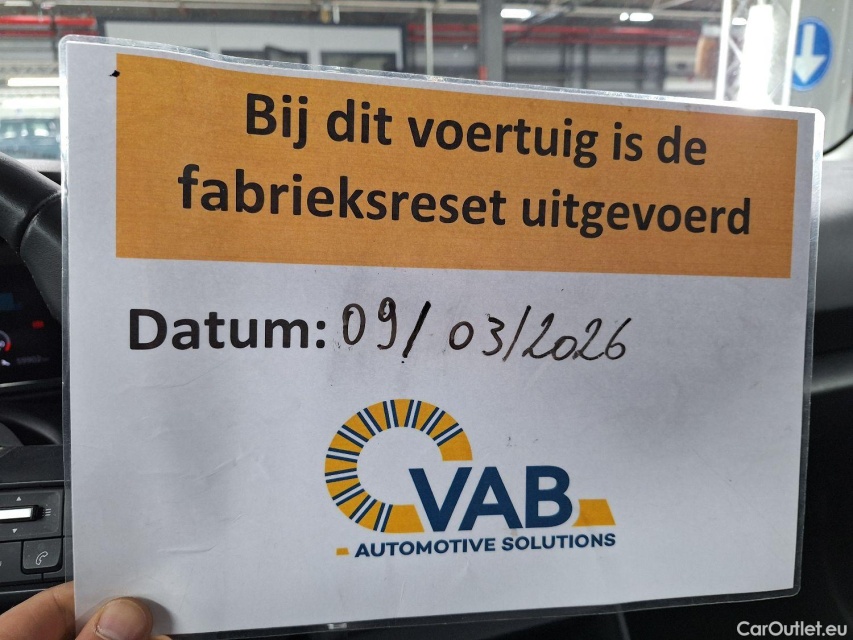 Bij dit voertuig is de
fabrieksreset uitgevoerd
Datum: 09/03/2026
VAB
AUTOMOTIVE SOLUTIONS
CarOutlet.eu